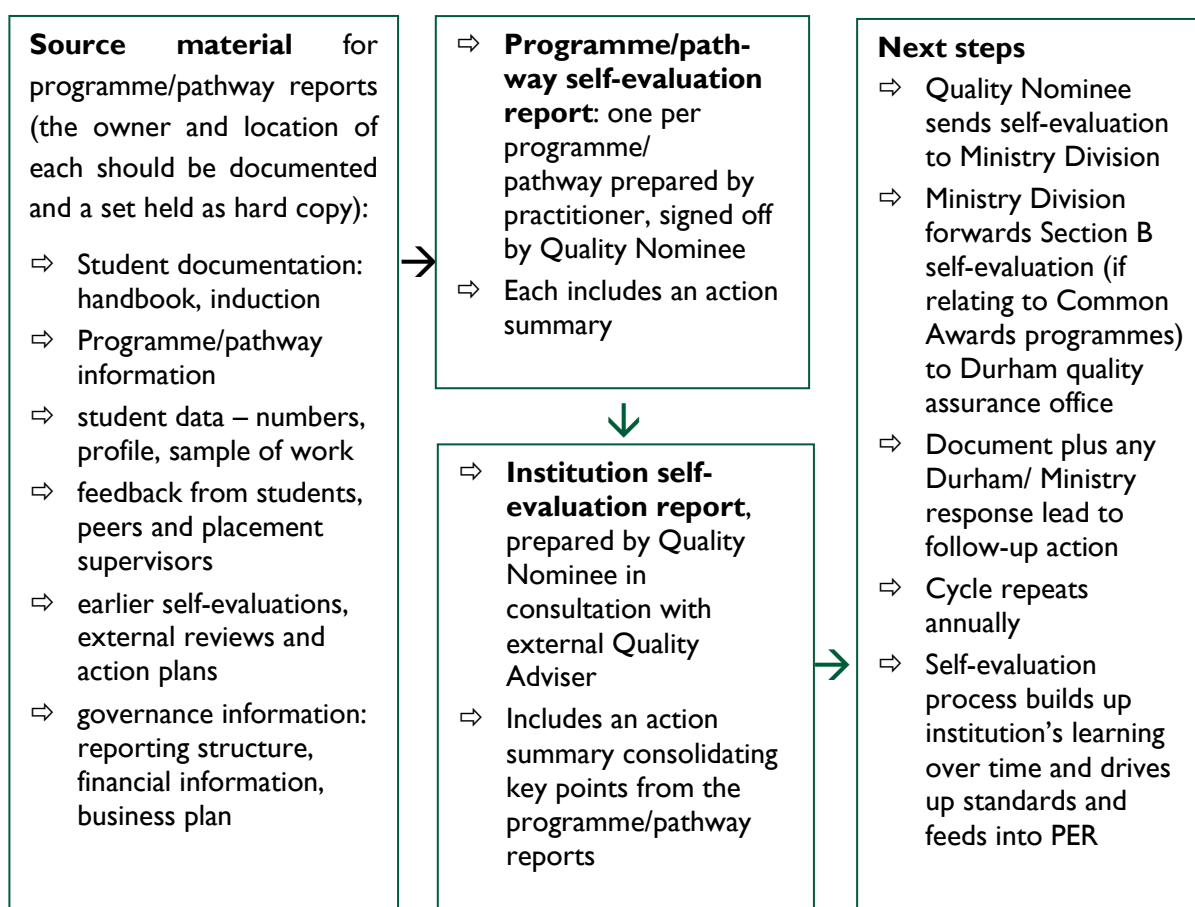 Source material for
programme/pathway reports
(the owner and location of
each should be documented
and a set held as hard copy):
⇨ Student documentation:
handbook, induction
⇨ Programme/pathway
information
⇨ student data – numbers,
profile, sample of work
⇨ feedback from students,
peers and placement
supervisors
⇨ earlier self-evaluations,
external reviews and
action plans
⇨ governance information:
reporting structure,
financial information,
business plan
→
⇨ Programme/path-
way self-evaluation
report: one per
programme/
pathway prepared by
practitioner, signed off
by Quality Nominee
⇨ Each includes an action
summary
↓
⇨ Institution self-
evaluation report,
prepared by Quality
Nominee in
consultation with
external Quality
Adviser
⇨ Includes an action
summary consolidating
key points from the
programme/pathway
reports
→
Next steps
⇨ Quality Nominee
sends self-evaluation
to Ministry Division
⇨ Ministry Division
forwards Section B
self-evaluation (if
relating to Common
Awards programmes)
to Durham quality
assurance office
⇨ Document plus any
Durham/ Ministry
response lead to
follow-up action
⇨ Cycle repeats
annually
⇨ Self-evaluation
process builds up
institution’s learning
over time and drives
up standards and
feeds into PER